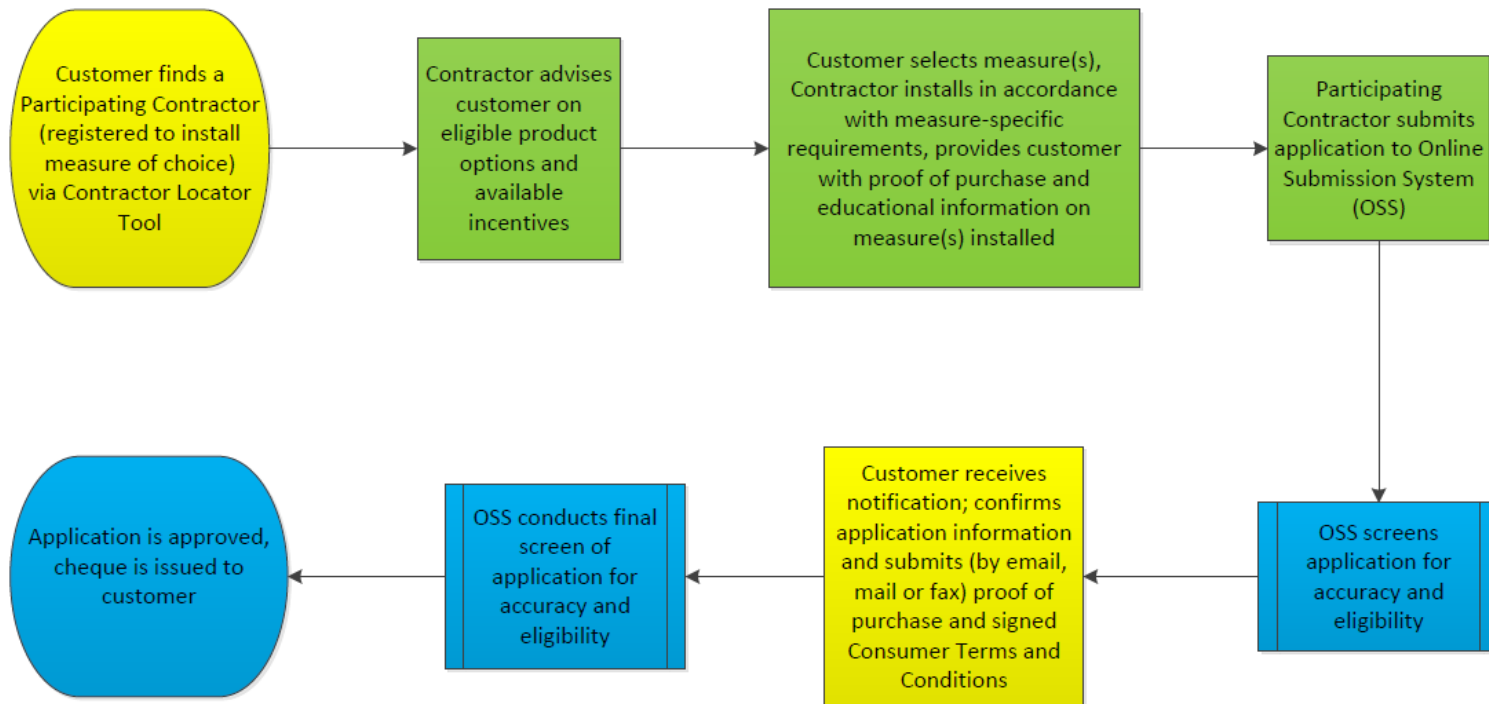 Customer finds a
Participating Contractor
(registered to install
measure of choice)
via Contractor Locator
Tool
Contractor advises
customer on
eligible product
options and
available
incentives
Customer selects measure(s),
Contractor installs in accordance
with measure-specific
requirements, provides customer
with proof of purchase and
educational information on
measure(s) installed
Participating
Contractor submits
application to Online
Submission System
(OSS)
OSS screens
application for
accuracy and
eligibility
Customer receives
notification; confirms
application information
and submits (by email,
mail or fax) proof of
purchase and signed
Consumer Terms and
Conditions
OSS conducts final
screen of
application for
accuracy and
eligibility
Application is approved,
cheque is issued to
customer